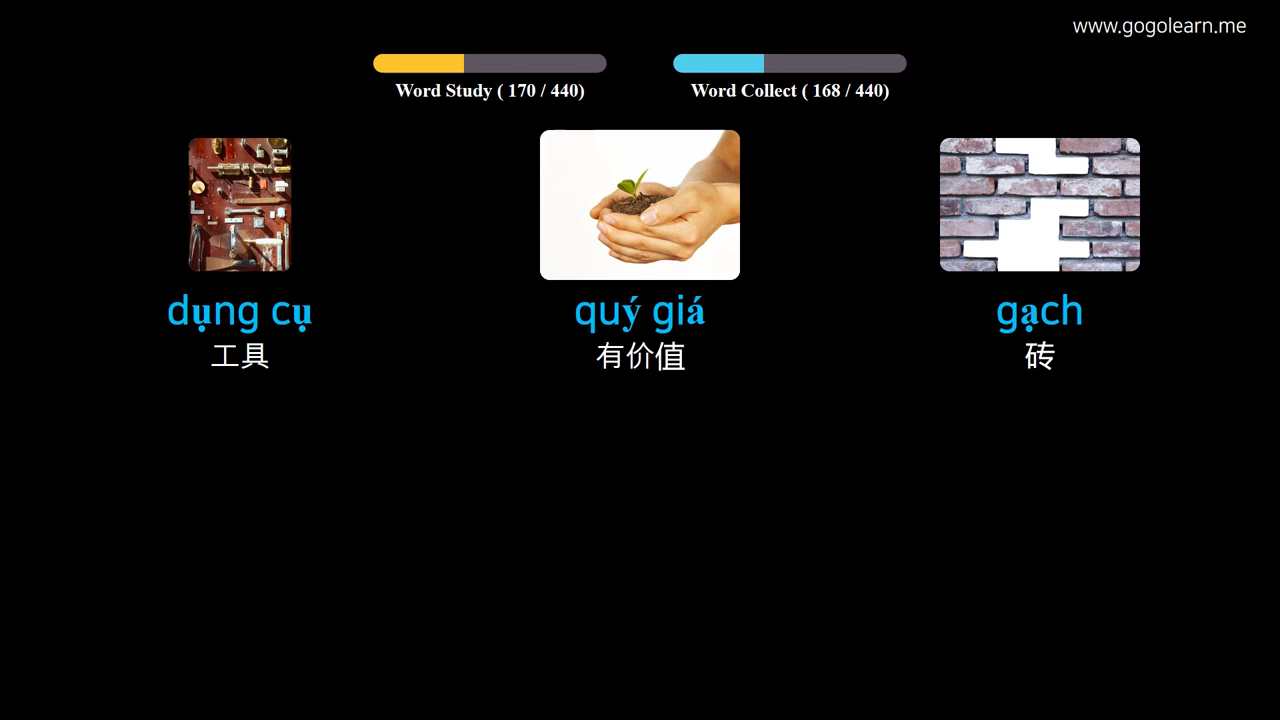 www.gogolearn.me
Word Study ( 170 / 440)
Word Collect ( 168 / 440)
dụng cụ
工具
quý giá
有价值
gạch
砖